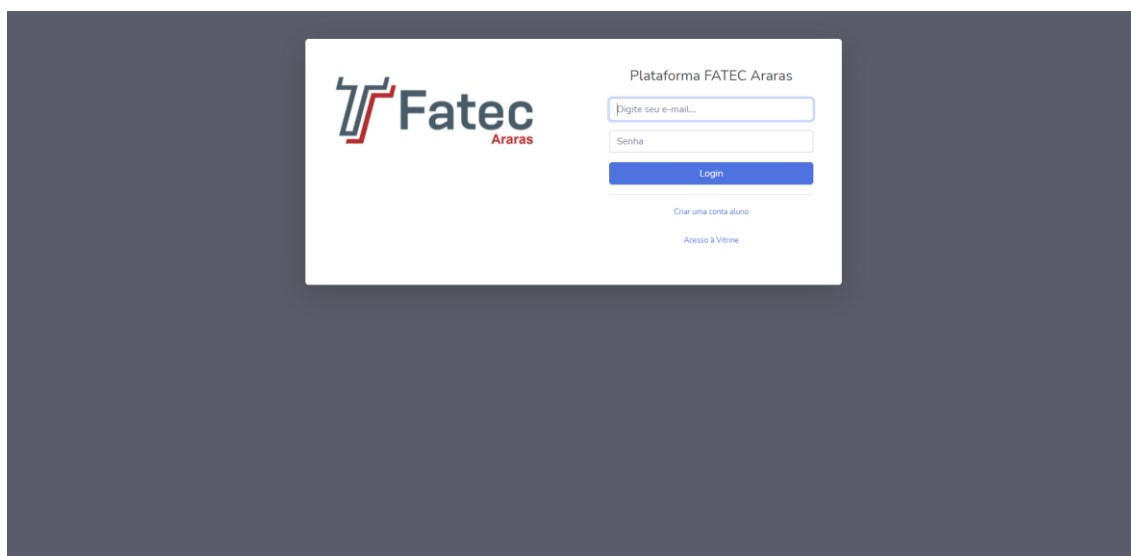 Fatec
Araras
Plataforma FATEC Araras
Digite seu e-mail...
Senha
Login
Criar uma conta aluno
Acesso à Vitrine